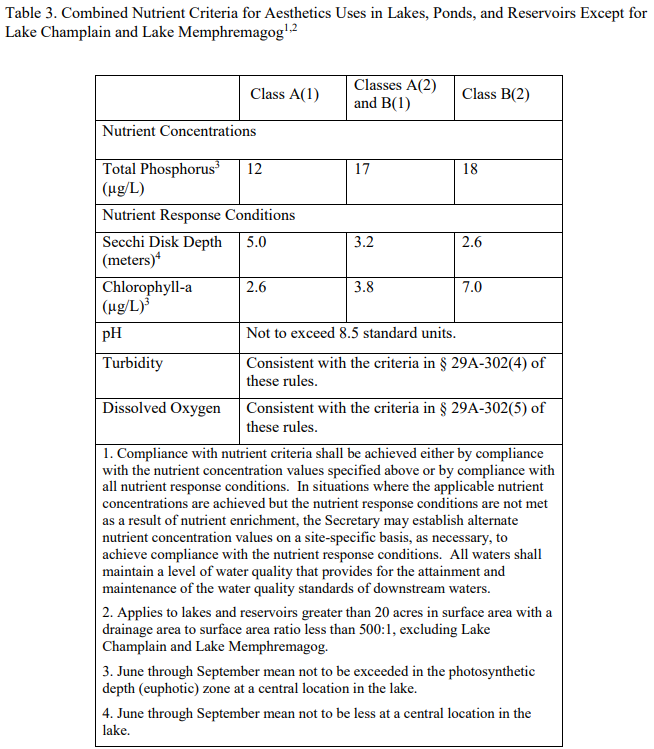 Table 3. Combined Nutrient Criteria for Aesthetics Uses in Lakes, Ponds, and Reservoirs Except for
Lake Champlain and Lake Memphremagog¹,²
Class A(1)
Classes A(2)
and B(1)
Class B(2)
Nutrient Concentrations
Total Phosphorus³
(µg/L)
12
17
18
Nutrient Response Conditions
Secchi Disk Depth
(meters)⁴
5.0
3.2
2.6
Chlorophyll-a
(µg/L)³
2.6
3.8
7.0
pH
Not to exceed 8.5 standard units.
Turbidity
Consistent with the criteria in § 29A-302(4) of
these rules.
Dissolved Oxygen
Consistent with the criteria in § 29A-302(5) of
these rules.
1. Compliance with nutrient criteria shall be achieved either by compliance
with the nutrient concentration values specified above or by compliance with
all nutrient response conditions.  In situations where the applicable nutrient
concentrations are achieved but the nutrient response conditions are not met
as a result of nutrient enrichment, the Secretary may establish alternate
nutrient concentration values on a site-specific basis, as necessary, to
achieve compliance with the nutrient response conditions.  All waters shall
maintain a level of water quality that provides for the attainment and
maintenance of the water quality standards of downstream waters.
2. Applies to lakes and reservoirs greater than 20 acres in surface area with a
drainage area to surface area ratio less than 500:1, excluding Lake
Champlain and Lake Memphremagog.
3. June through September mean not to be exceeded in the photosynthetic
depth (euphotic) zone at a central location in the lake.
4. June through September mean not to be less at a central location in the
lake.